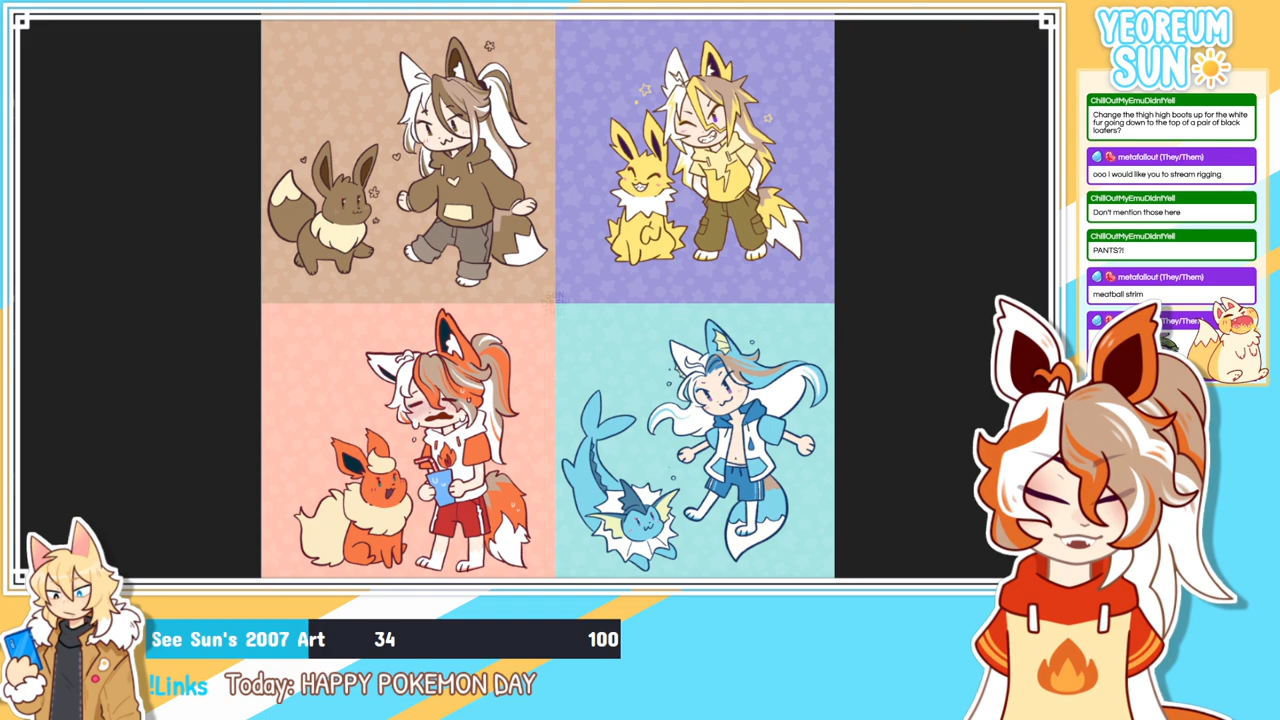 YEOREUM
SUN
ChillOutMyEmuDidntYell
Change the thigh high boots up for the white
fur going down to the top of a pair of black
loafers?
metafallout (They/Them)
ooo i would like you to stream rigging
ChillOutMyEmuDidntYell
Don't mention those here
ChillOutMyEmuDidntYell
PANTS?!
metafallout (They/Them)
meatball strim
They/Them
See Sun's 2007 Art 34 100
!Links Today: HAPPY POKEMON DAY